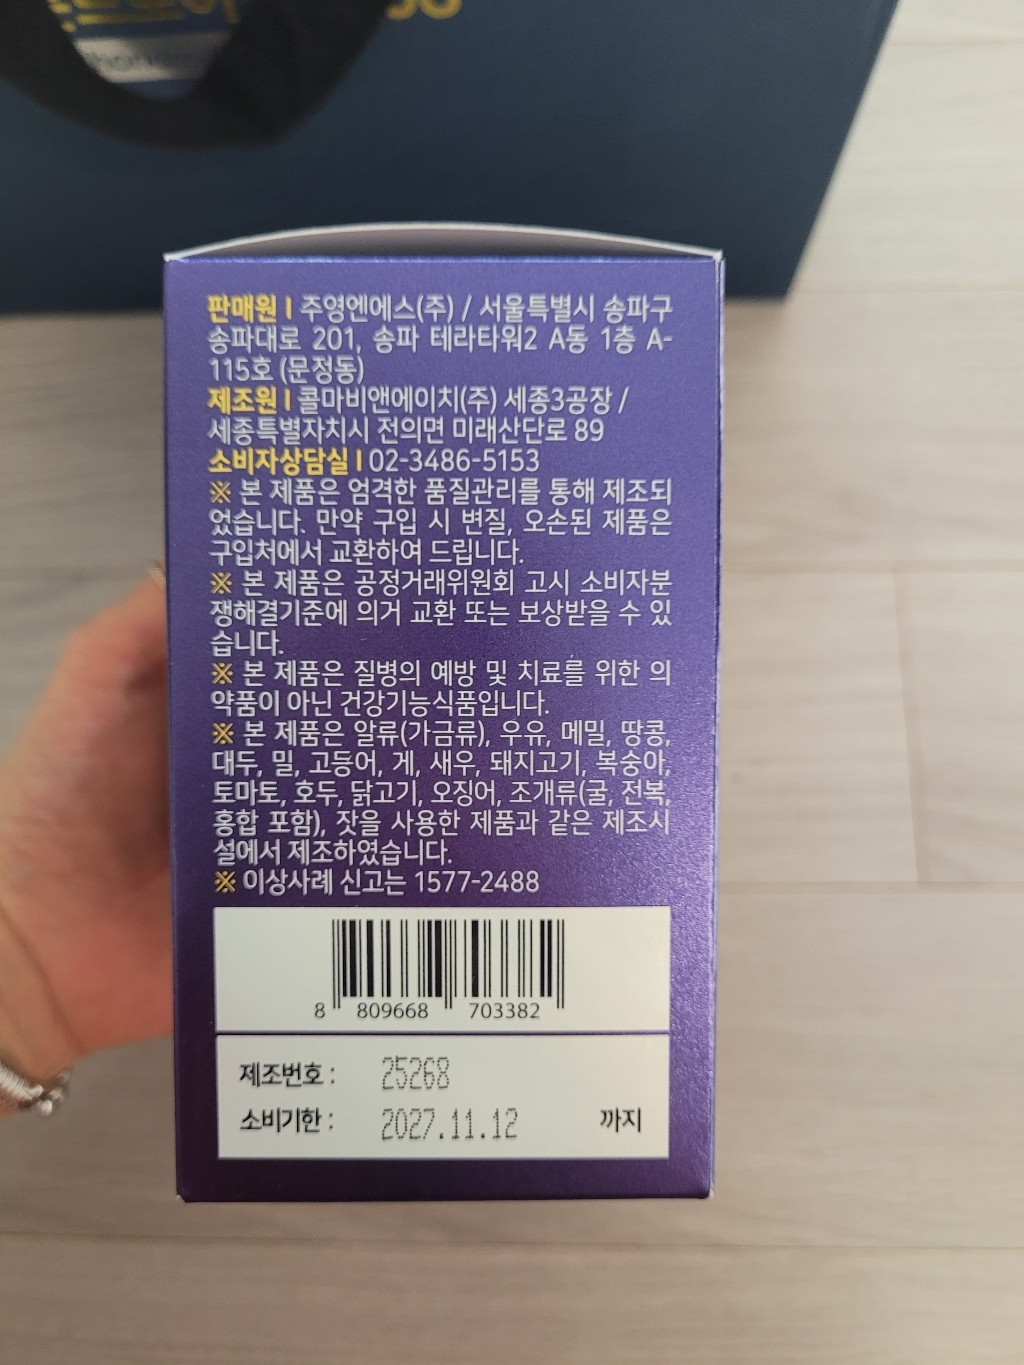 판매원 | 주영엔에스(주) / 서울특별시 송파구
송파대로 201, 송파 테라타워2 A동 1층 A-
115호 (문정동)
제조원 | 콜마비앤에이치(주) 세종3공장 /
세종특별자치시 전의면 미래산단로 89
소비자상담실 | 02-3486-5153
※ 본 제품은 엄격한 품질관리를 통해 제조되
었습니다. 만약 구입 시 변질, 오손된 제품은
구입처에서 교환하여 드립니다.
※ 본 제품은 공정거래위원회 고시 소비자분
쟁해결기준에 의거 교환 또는 보상받을 수 있
습니다.
※ 본 제품은 질병의 예방 및 치료를 위한 의
약품이 아닌 건강기능식품입니다.
※ 본 제품은 알류(가금류), 우유, 메밀, 땅콩,
대두, 밀, 고등어, 게, 새우, 돼지고기, 복숭아,
토마토, 호두, 닭고기, 오징어, 조개류(굴, 전복,
홍합 포함), 잣을 사용한 제품과 같은 제조시
설에서 제조하였습니다.
※ 이상사례 신고는 1577-2488
8 809668 703382
제조번호 : 25268
소비기한 : 2027.11.12 까지